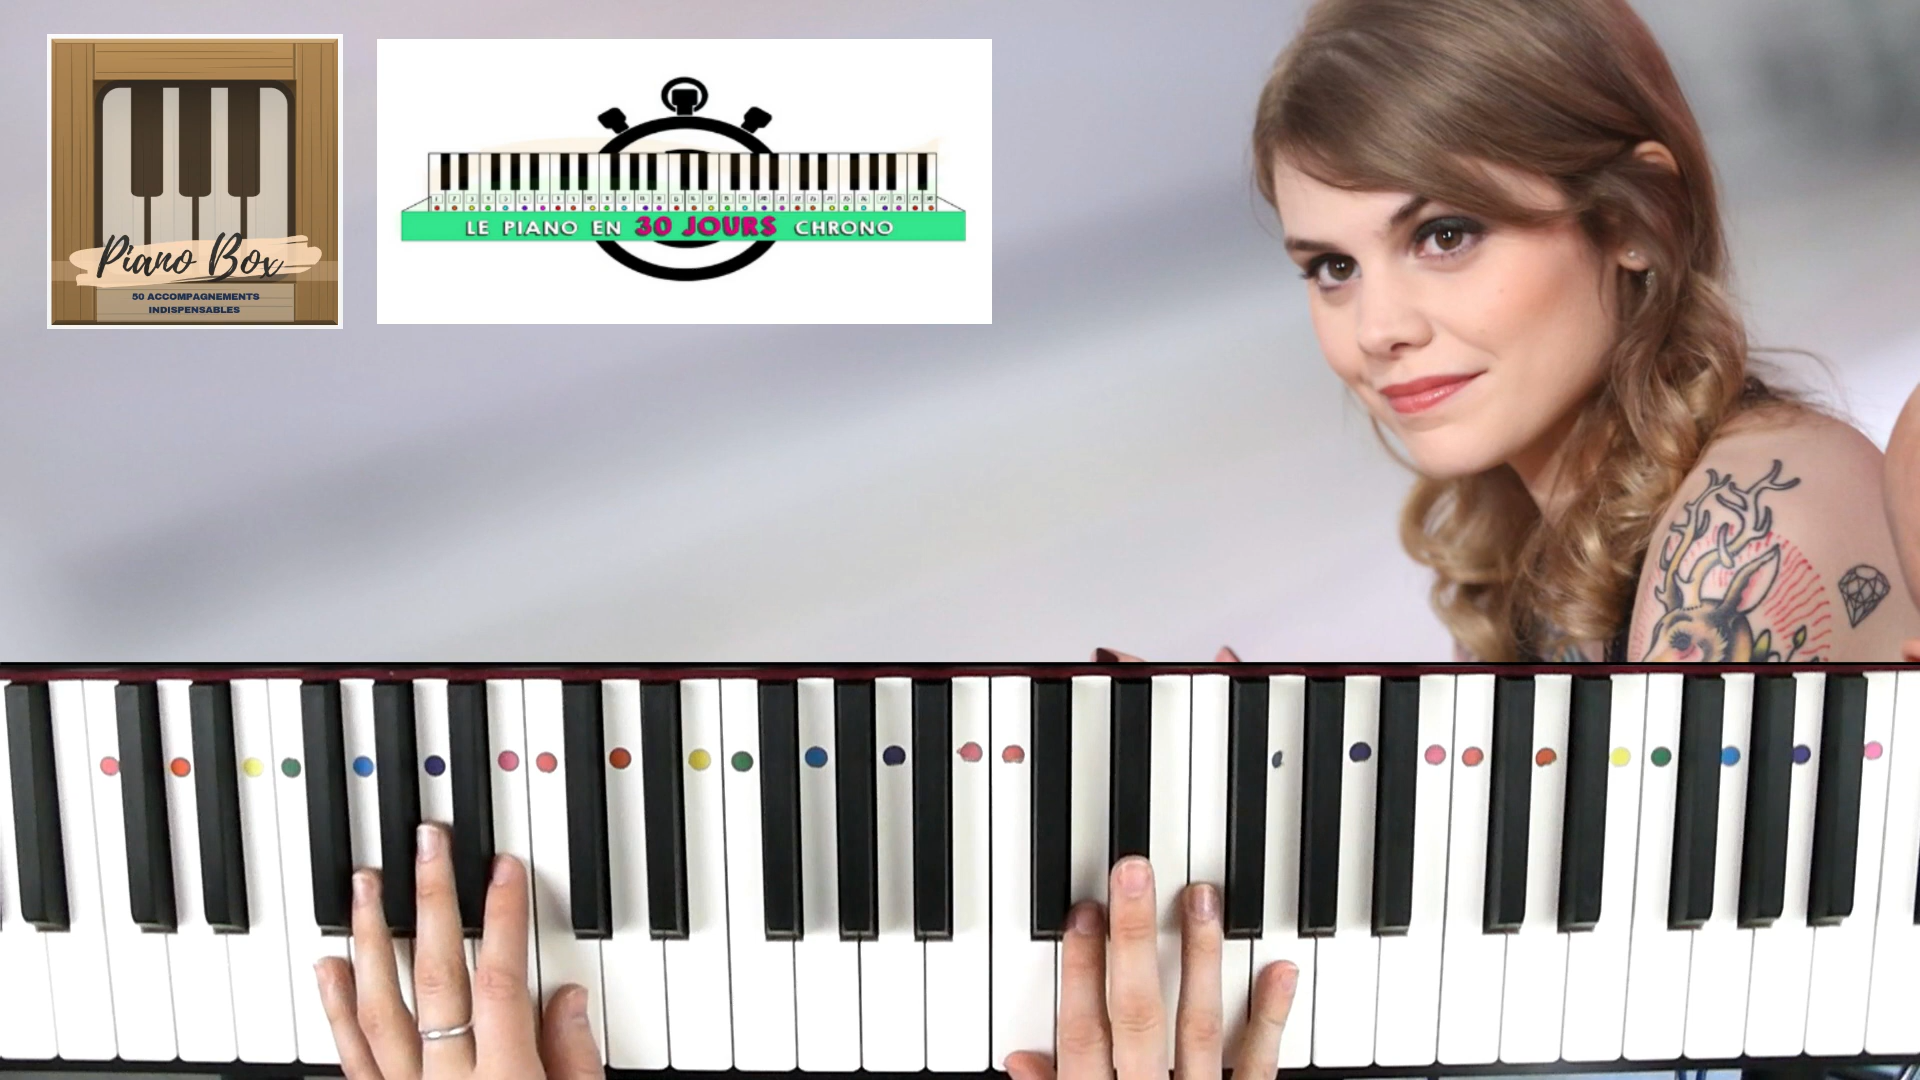 Piano Box
50 ACCOMPAGNEMENTS
INDISPENSABLES
LE PIANO EN 30 JOURS CHRONO